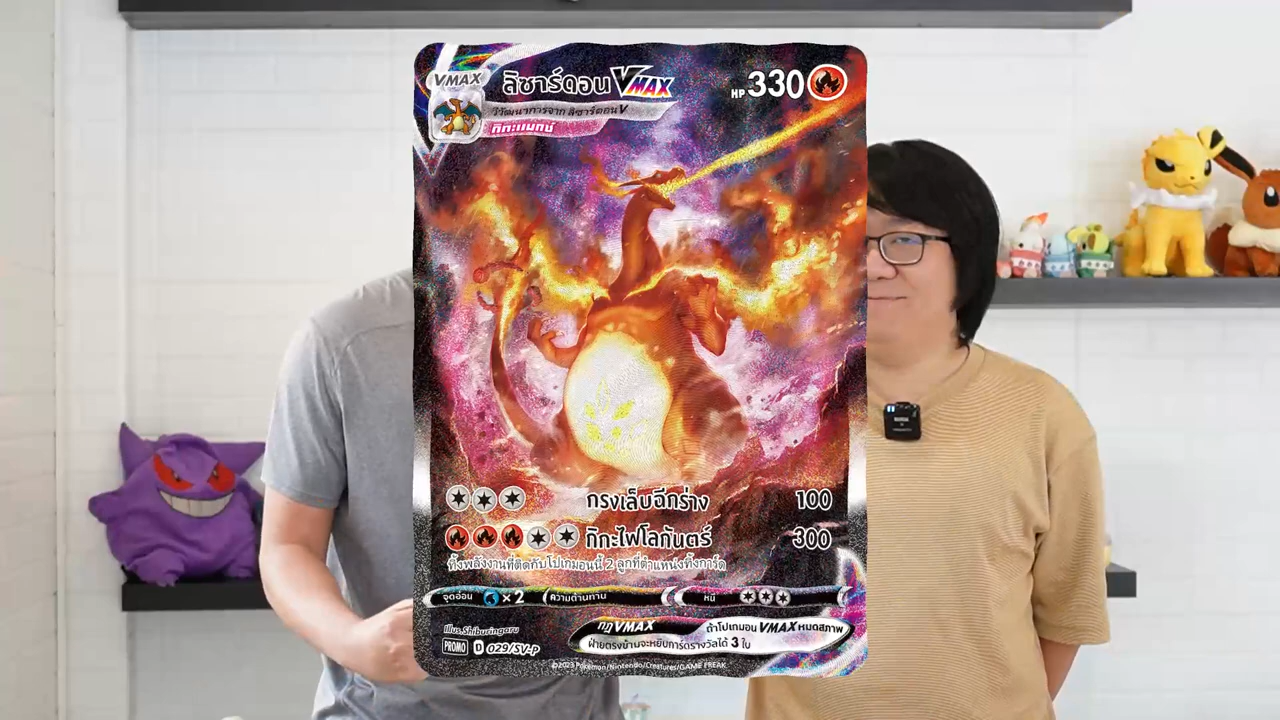 VMAX ลิซาร์ดอน VMAX HP 330
วิวัฒนาการจาก ลิซาร์ดอนV
คิกะแมกซ์
กรงเล็บฉีกร่าง 100
คิกะไฟโลกันตร์ 300
ทิ้งพลังงานที่ติดกับโปเกมอนนี้ 2 ลูกที่ตำแหน่งทิ้งการ์ด
จุดอ่อน ×2 ความต้านทาน หนี
Illus.Shiburingaru
กฎVMAX ถ้าโปเกมอนVMAXหมดสภาพ
ฝ่ายตรงข้ามจะหยิบการ์ดรางวัลได้ 3 ใบ
PROMO D 029/SV-P
©2023 Pokémon/Nintendo/Creatures/GAME FREAK